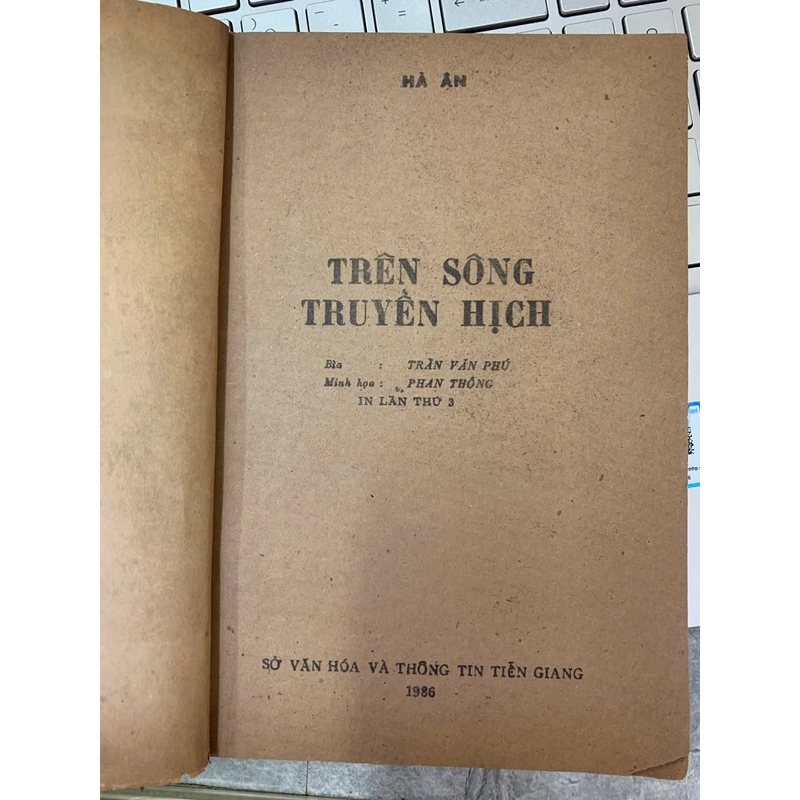 HÀ ÂN
TRÊN SÔNG
TRUYỀN HỊCH
Bìa : TRẦN VĂN PHÚ
Minh họa : PHAN THÔNG
IN LẦN THỨ 3
SỞ VĂN HÓA VÀ THÔNG TIN TIỀN GIANG
1986